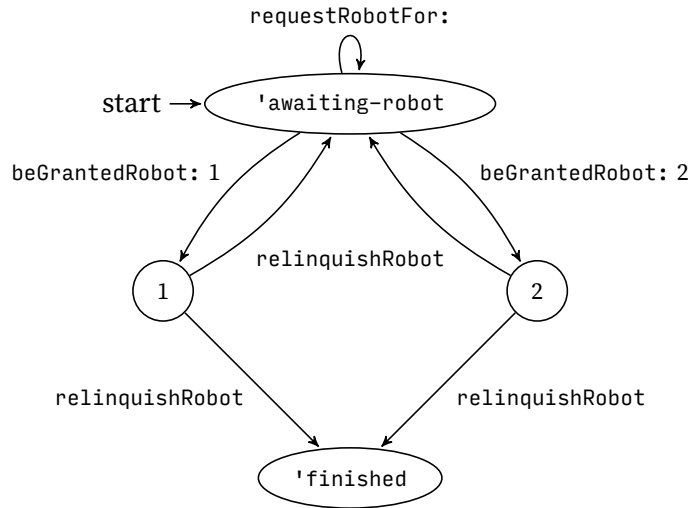 requestRobotFor:
start
'awaiting-robot
beGrantedRobot: 1
beGrantedRobot: 2
relinquishRobot
1
2
relinquishRobot
relinquishRobot
'finished